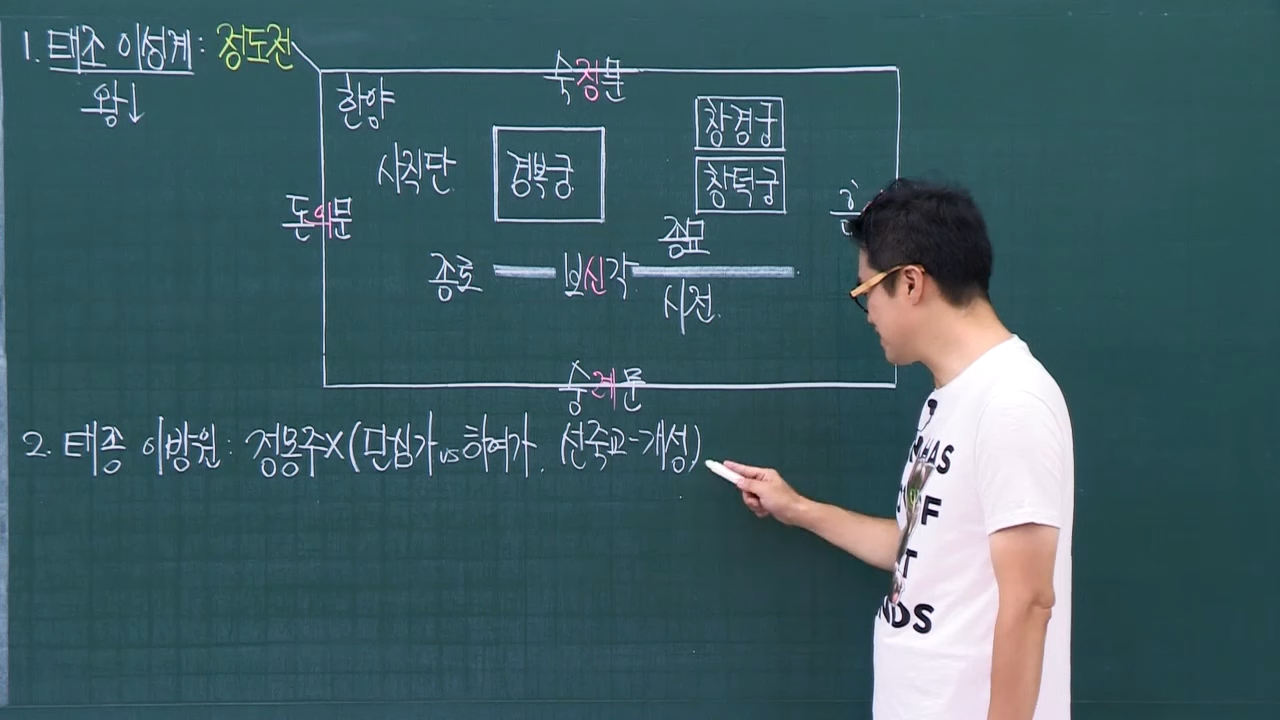 1. 태조 이성계 : 정도전
왕↓
숙정문
한양
창경궁
사직단
경복궁
창덕궁
돈의문
종묘
종로
보신각
시전
숭례문
2. 태종 이방원 : 정몽주X (단심가 vs 하여가, 선죽교-개성)